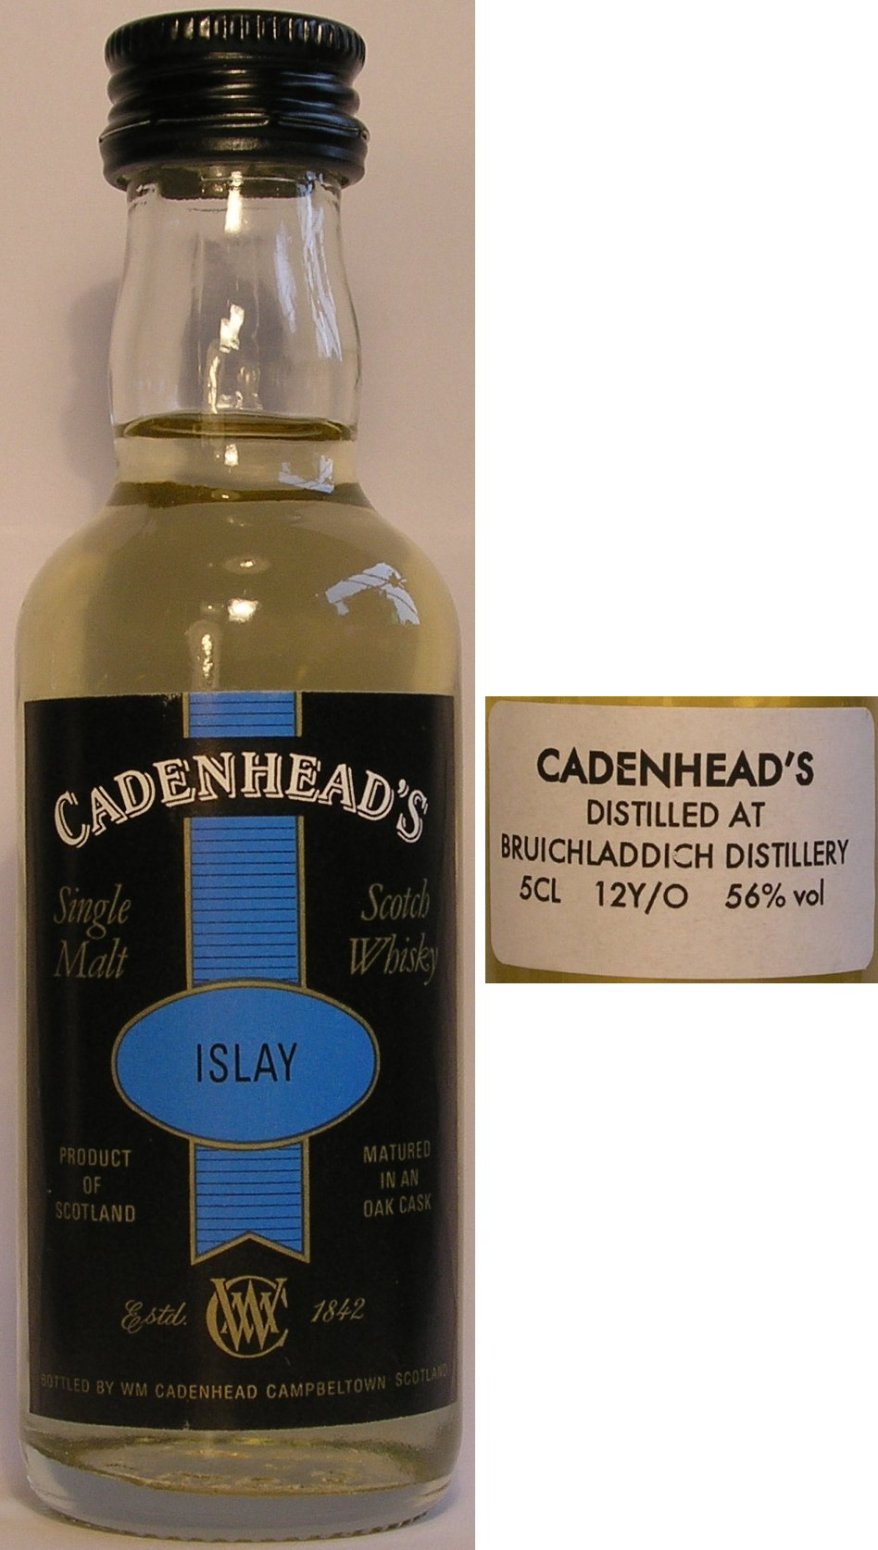 CADENHEAD'S
Single Malt
Scotch Whisky
ISLAY
PRODUCT OF SCOTLAND
MATURED IN AN OAK CASK
Estd. WC 1842
BOTTLED BY WM CADENHEAD CAMPBELTOWN SCOTLAND
CADENHEAD'S
DISTILLED AT
BRUICHLADDICH DISTILLERY
5CL 12Y/O 56% vol